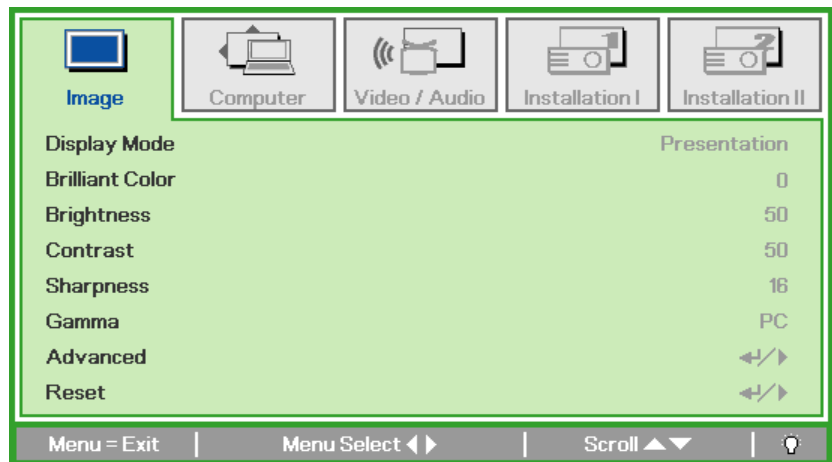 Image Computer Video / Audio Installation I Installation II
Display Mode Presentation
Brilliant Color 0
Brightness 50
Contrast 50
Sharpness 16
Gamma PC
Advanced
Reset
Menu = Exit | Menu Select | Scroll |